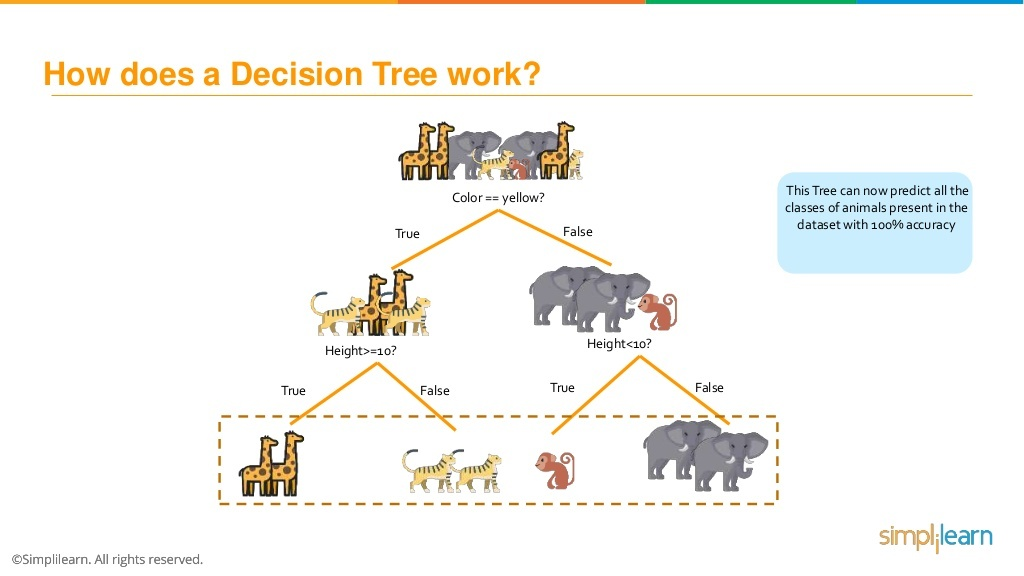 How does a Decision Tree work?
Color == yellow?
This Tree can now predict all the
classes of animals present in the
dataset with 100% accuracy
True
False
Height>=10?
Height<10?
True
False
True
False
simplilearn
©Simplilearn. All rights reserved.